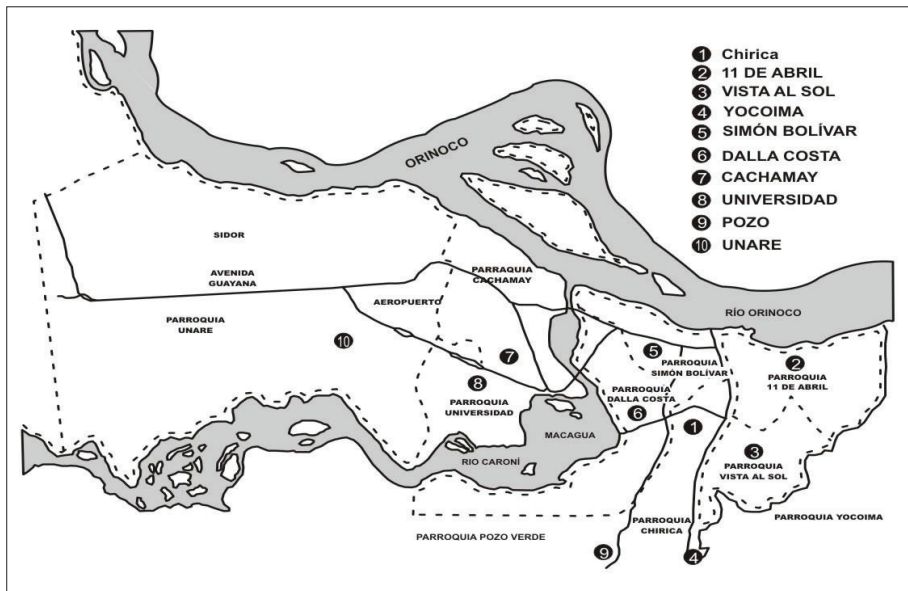 1 Chirica
2 11 DE ABRIL
3 VISTA AL SOL
4 YOCOIMA
5 SIMÓN BOLÍVAR
6 DALLA COSTA
7 CACHAMAY
8 UNIVERSIDAD
9 POZO
10 UNARE
ORINOCO
SIDOR
AVENIDA
GUAYANA
PARRAQUIA
CACHAMAY
AEROPUERTO
RÍO ORINOCO
PARROQUIA
UNARE
10
7
5
PARROQUIA
SIMÓN BOLÍVAR
2
PARROQUIA
11 DE ABRIL
8
PARROQUIA
UNIVERSIDAD
PARROQUIA
DALLA COSTA
6
1
MACAGUA
RIO CARONÍ
3
PARROQUIA
VISTA AL SOL
PARROQUIA YOCOIMA
PARROQUIA
CHIRICA
PARROQUIA POZO VERDE
9
4